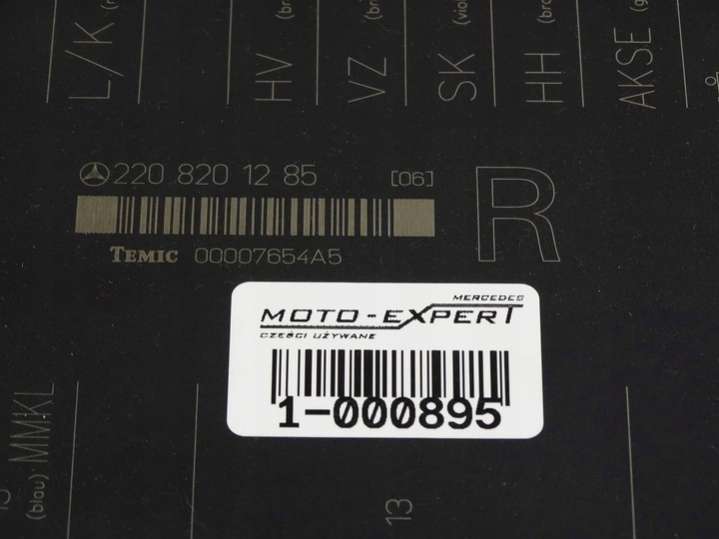 L/K
HV
VZ
SK
HH
AKSE
220 820 12 85 [06]
R
TEMIC 00007654A5
MERCEDES
MOTO-EXPERT
CZĘŚCI UŻYWANE
1-000895
(blau) MMKL
13